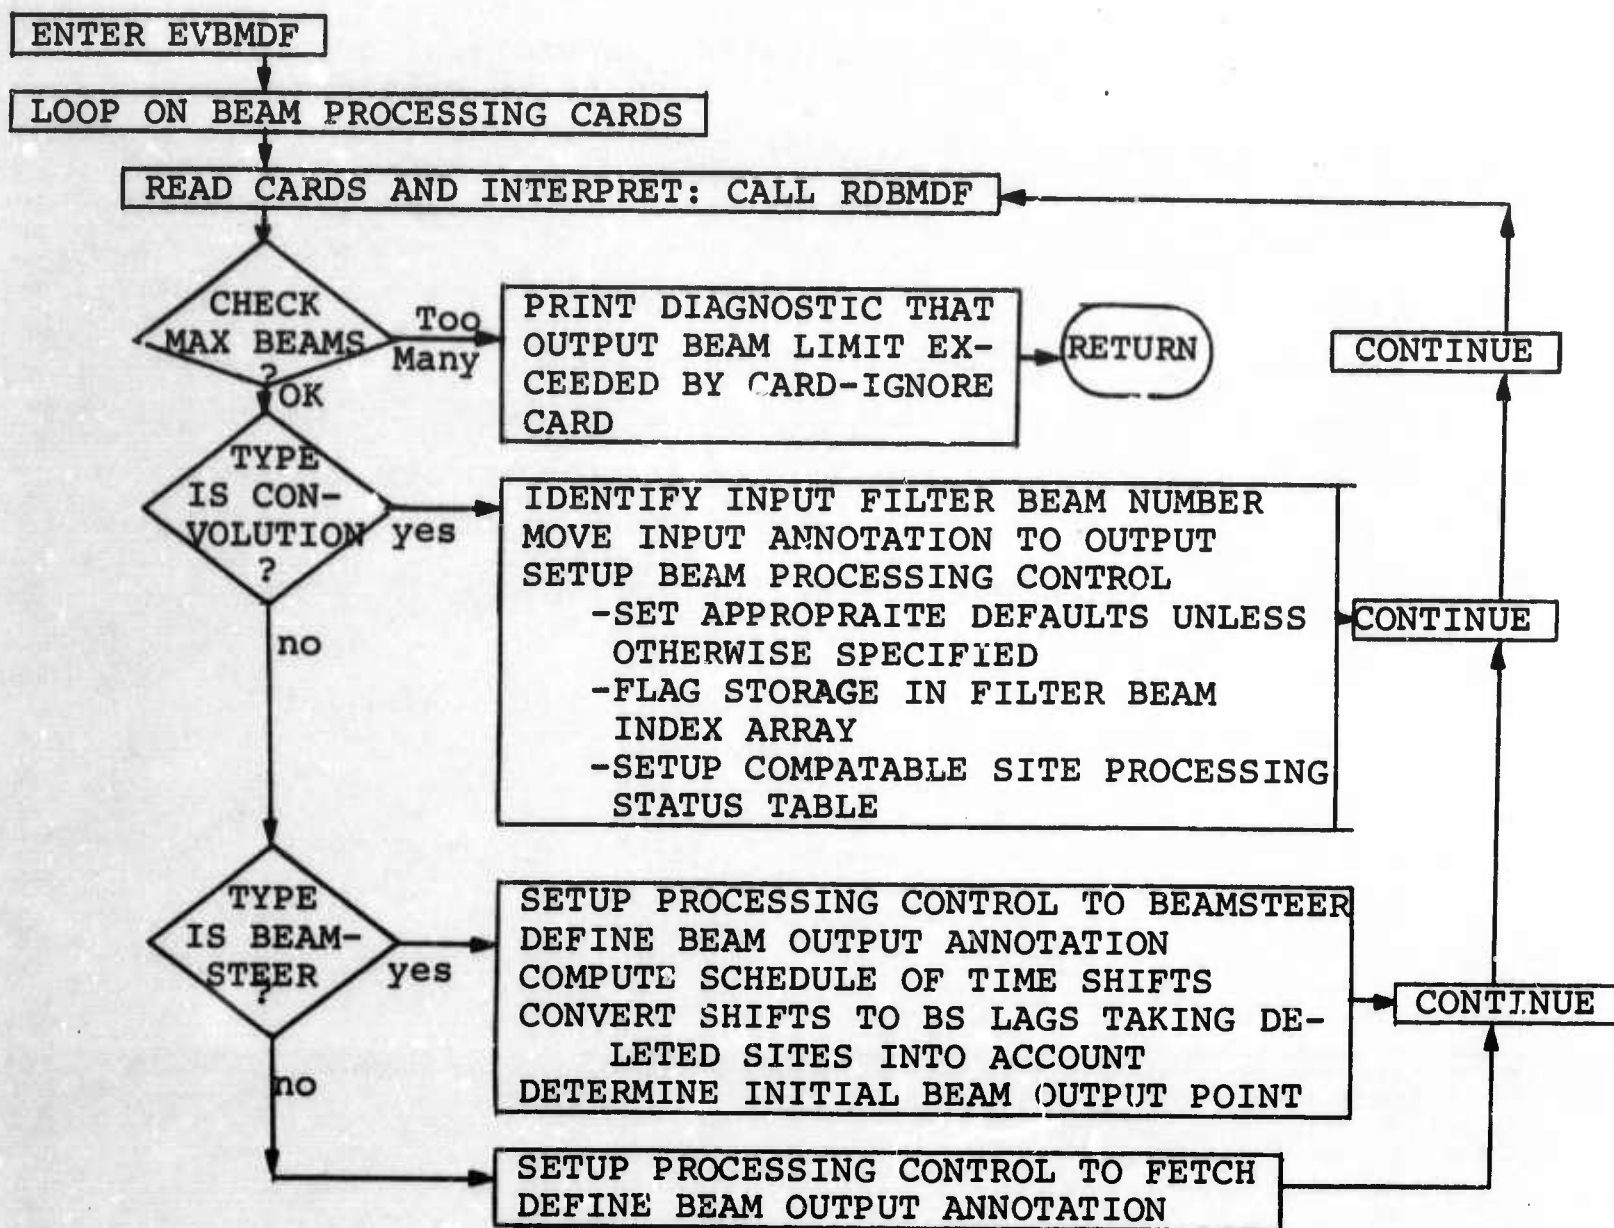 ENTER EVBMDF
LOOP ON BEAM PROCESSING CARDS
READ CARDS AND INTERPRET: CALL RDBMDF
CHECK
MAX BEAMS
?
Too
Many
OK
PRINT DIAGNOSTIC THAT
OUTPUT BEAM LIMIT EX-
CEEDED BY CARD-IGNORE
CARD
RETURN
CONTINUE
TYPE
IS CON-
VOLUTION
?
yes
no
IDENTIFY INPUT FILTER BEAM NUMBER
MOVE INPUT ANNOTATION TO OUTPUT
SETUP BEAM PROCESSING CONTROL
-SET APPROPRAITE DEFAULTS UNLESS
OTHERWISE SPECIFIED
-FLAG STORAGE IN FILTER BEAM
INDEX ARRAY
-SETUP COMPATABLE SITE PROCESSING
STATUS TABLE
CONTINUE
TYPE
IS BEAM-
STEER
?
yes
no
SETUP PROCESSING CONTROL TO BEAMSTEER
DEFINE BEAM OUTPUT ANNOTATION
COMPUTE SCHEDULE OF TIME SHIFTS
CONVERT SHIFTS TO BS LAGS TAKING DE-
LETED SITES INTO ACCOUNT
DETERMINE INITIAL BEAM OUTPUT POINT
CONTINUE
SETUP PROCESSING CONTROL TO FETCH
DEFINE BEAM OUTPUT ANNOTATION